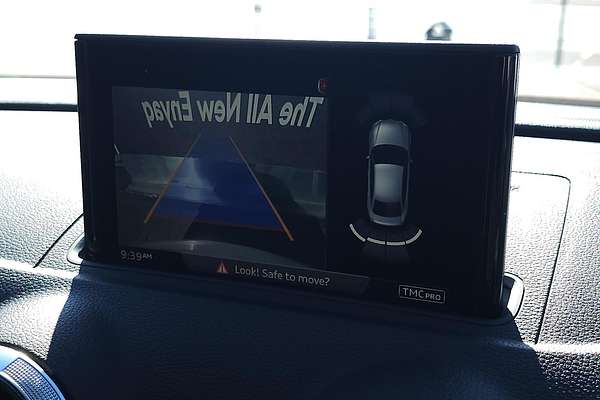 The All New Enyaq
9:39AM
Look! Safe to move?
TMC PRO